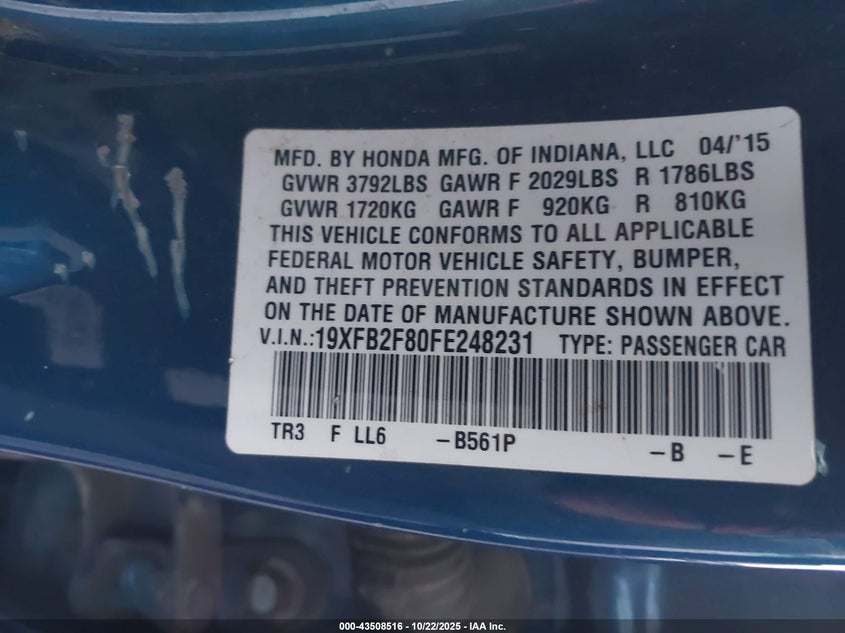 MFD. BY HONDA MFG. OF INDIANA, LLC 04/'15
GVWR 3792LBS GAWR F 2029LBS R 1786LBS
GVWR 1720KG GAWR F 920KG R 810KG
THIS VEHICLE CONFORMS TO ALL APPLICABLE
FEDERAL MOTOR VEHICLE SAFETY, BUMPER,
AND THEFT PREVENTION STANDARDS IN EFFECT
ON THE DATE OF MANUFACTURE SHOWN ABOVE.
V.I.N.:19XFB2F80FE248231 TYPE: PASSENGER CAR
TR3 F LL6 –B561P –B –E
000-43508516 | 10/22/2025 - IAA Inc.